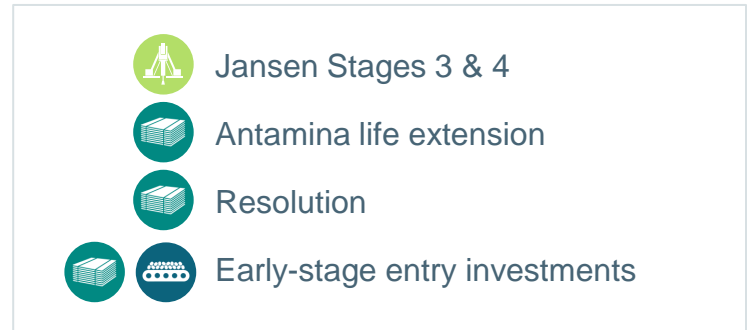 Jansen Stages 3 & 4
Antamina life extension
Resolution
Early-stage entry investments